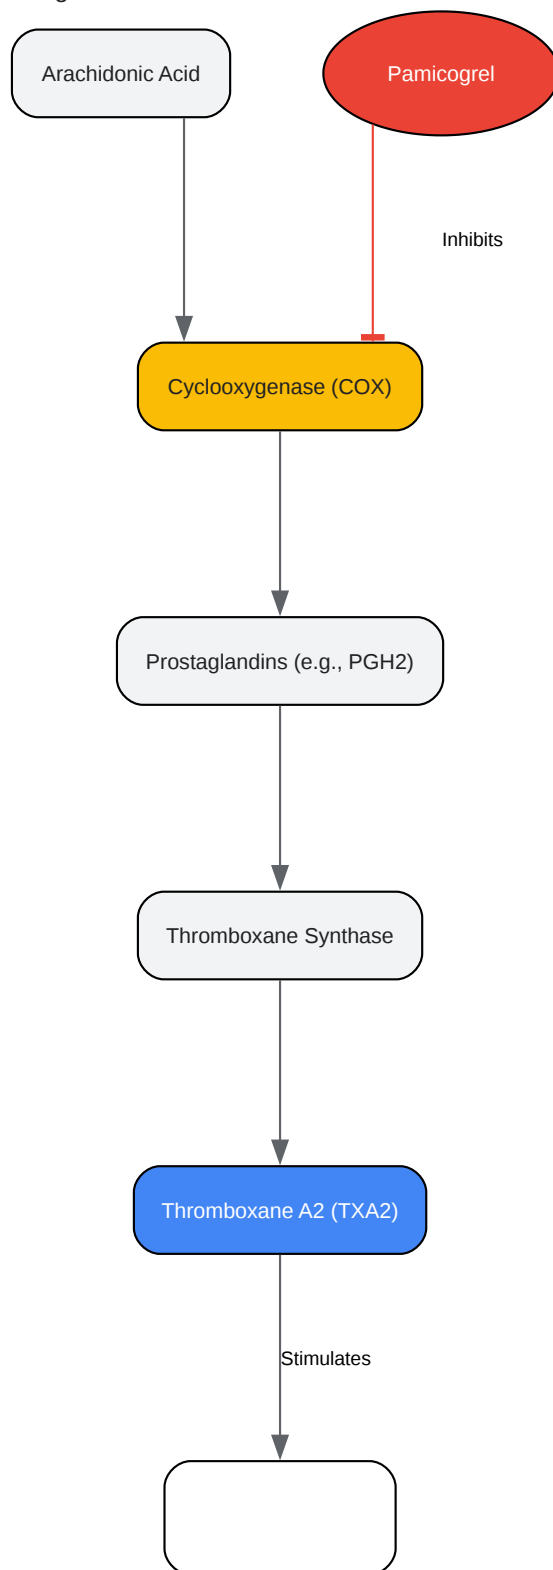 Arachidonic Acid
Pamicogrel
Inhibits
Cyclooxygenase (COX)
Prostaglandins (e.g., PGH2)
Thromboxane Synthase
Thromboxane A2 (TXA2)
Stimulates